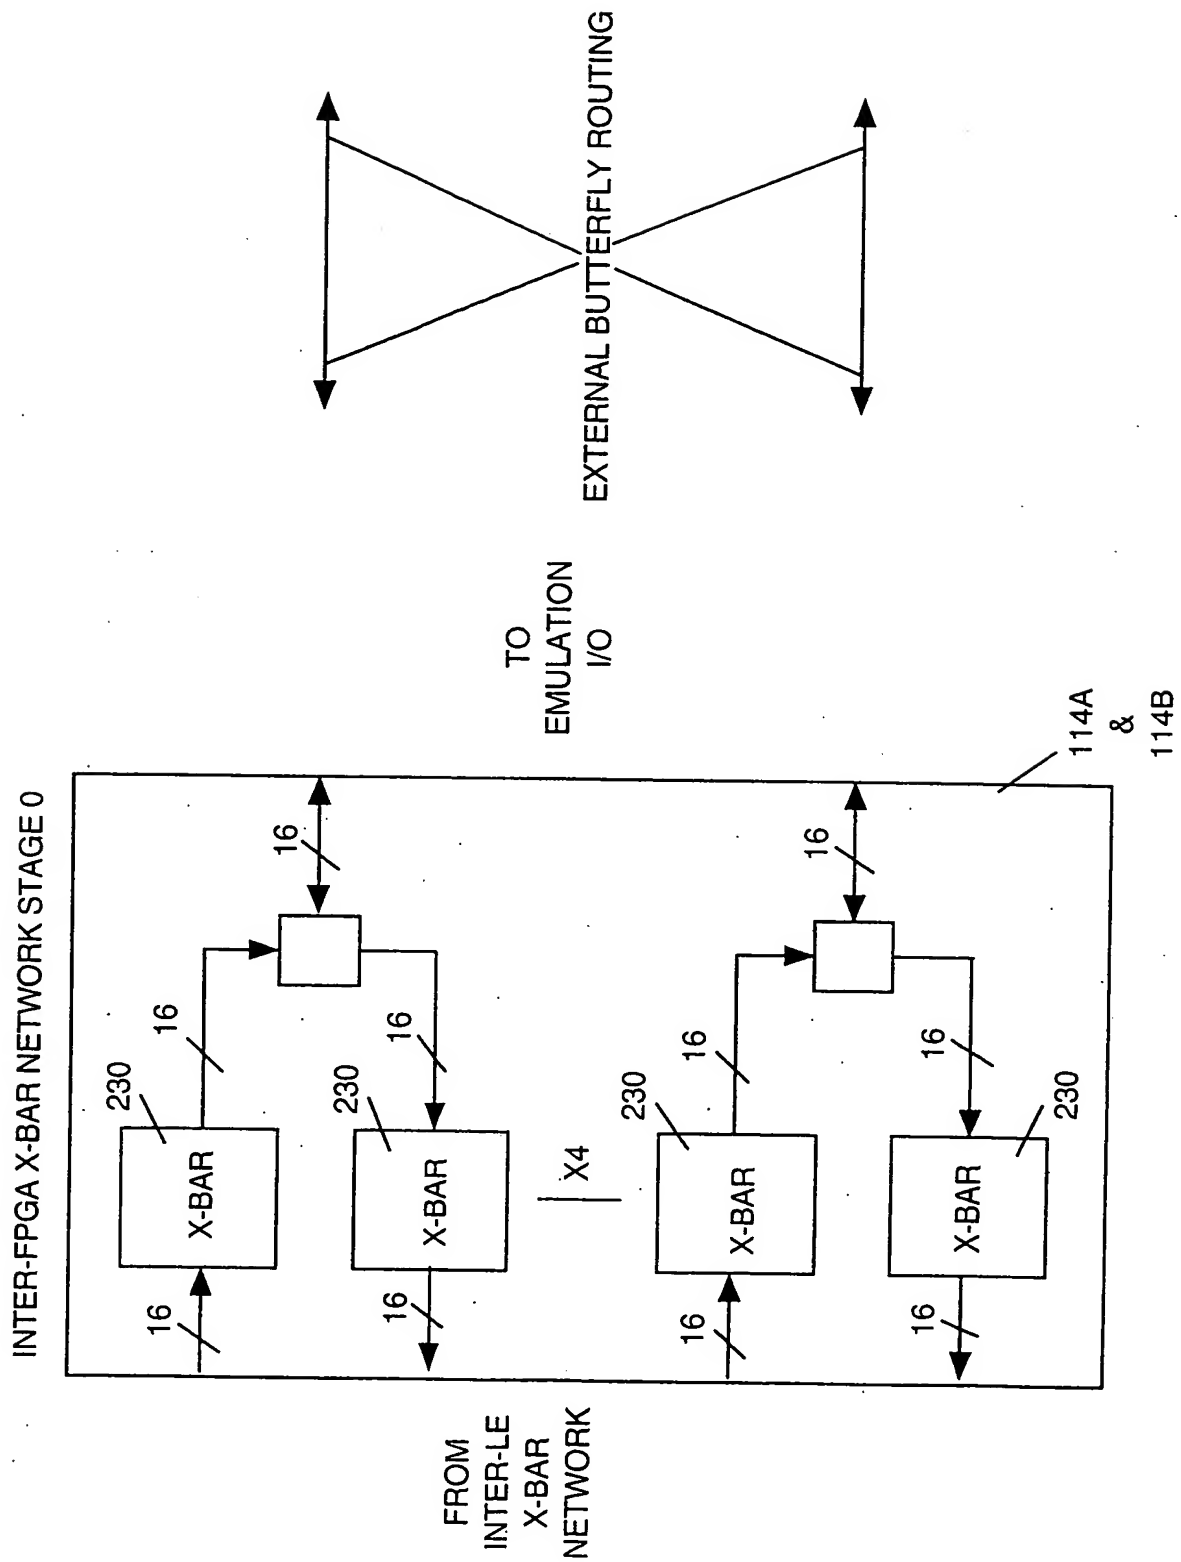 INTER-FPGA X-BAR NETWORK STAGE 0
FROM
INTER-LE
X-BAR
NETWORK
16
X-BAR
230
16
16
16
X-BAR
230
16
X4
16
X-BAR
230
16
16
16
X-BAR
230
16
114A
&
114B
TO
EMULATION
I/O
EXTERNAL BUTTERFLY ROUTING